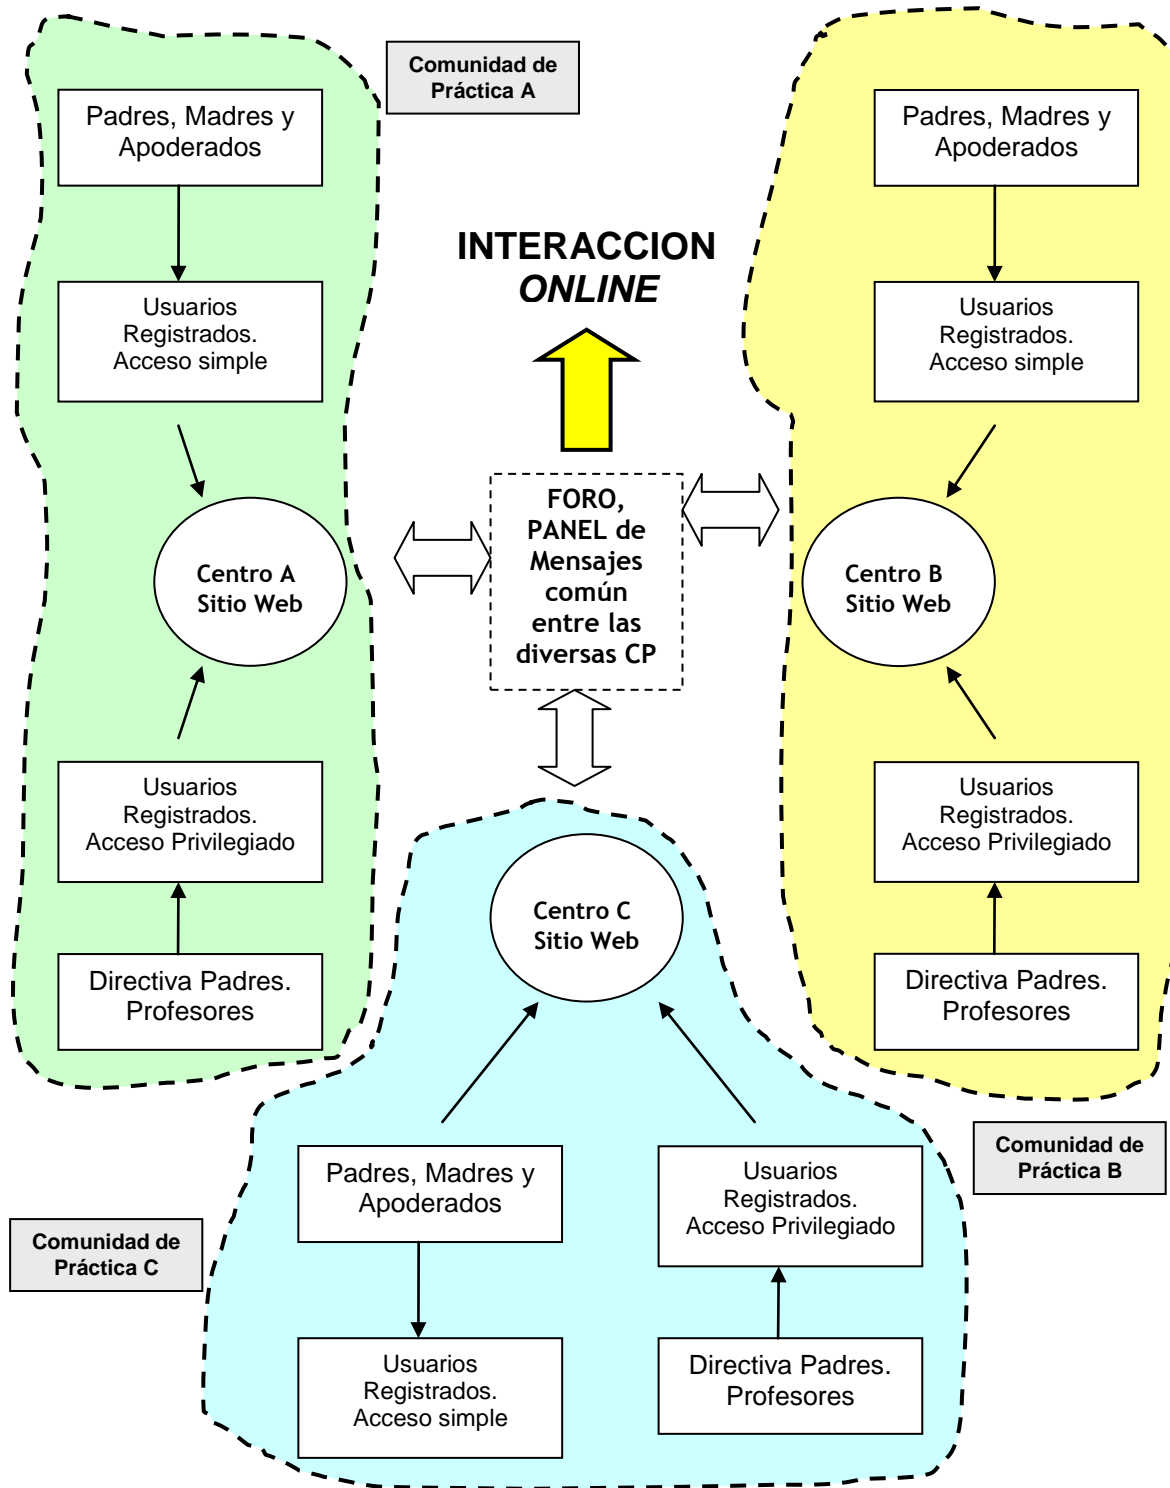 Comunidad de
Práctica A
Padres, Madres y
Apoderados
Usuarios
Registrados.
Acceso simple
Centro A
Sitio Web
Usuarios
Registrados.
Acceso Privilegiado
Directiva Padres.
Profesores
INTERACCION
ONLINE
FORO,
PANEL de
Mensajes
común
entre las
diversas CP
Padres, Madres y
Apoderados
Usuarios
Registrados.
Acceso simple
Centro B
Sitio Web
Usuarios
Registrados.
Acceso Privilegiado
Directiva Padres.
Profesores
Comunidad de
Práctica B
Centro C
Sitio Web
Padres, Madres y
Apoderados
Usuarios
Registrados.
Acceso simple
Usuarios
Registrados.
Acceso Privilegiado
Directiva Padres.
Profesores
Comunidad de
Práctica C